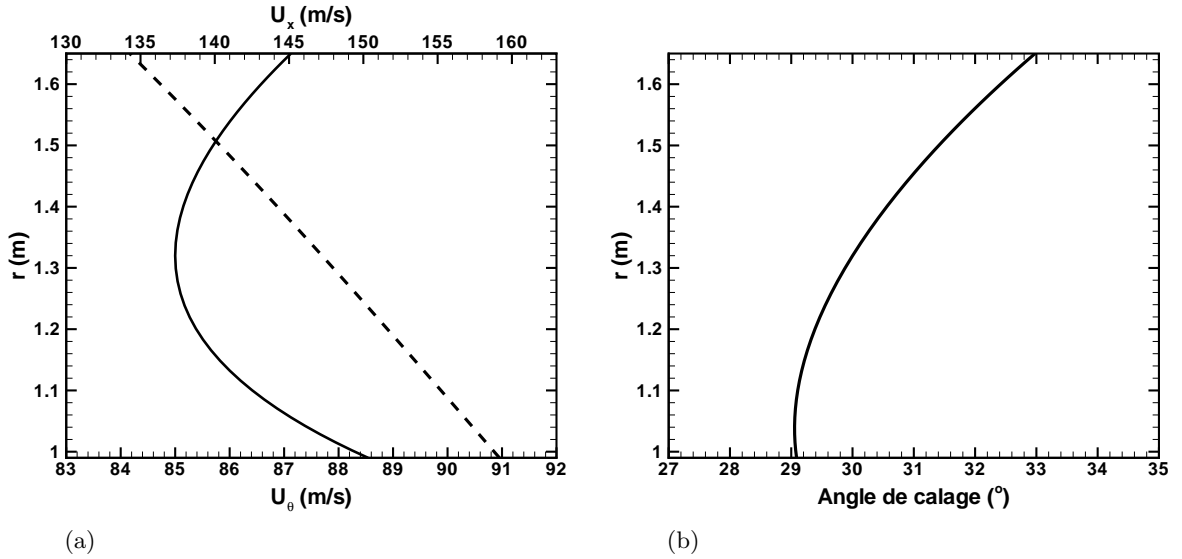 U_x (m/s)
130 135 140 145 150 155 160
r (m)
1.6
1.5
1.4
1.3
1.2
1.1
1
83 84 85 86 87 88 89 90 91 92
U_θ (m/s)
(a)
r (m)
1.6
1.5
1.4
1.3
1.2
1.1
1
27 28 29 30 31 32 33 34 35
Angle de calage (°)
(b)